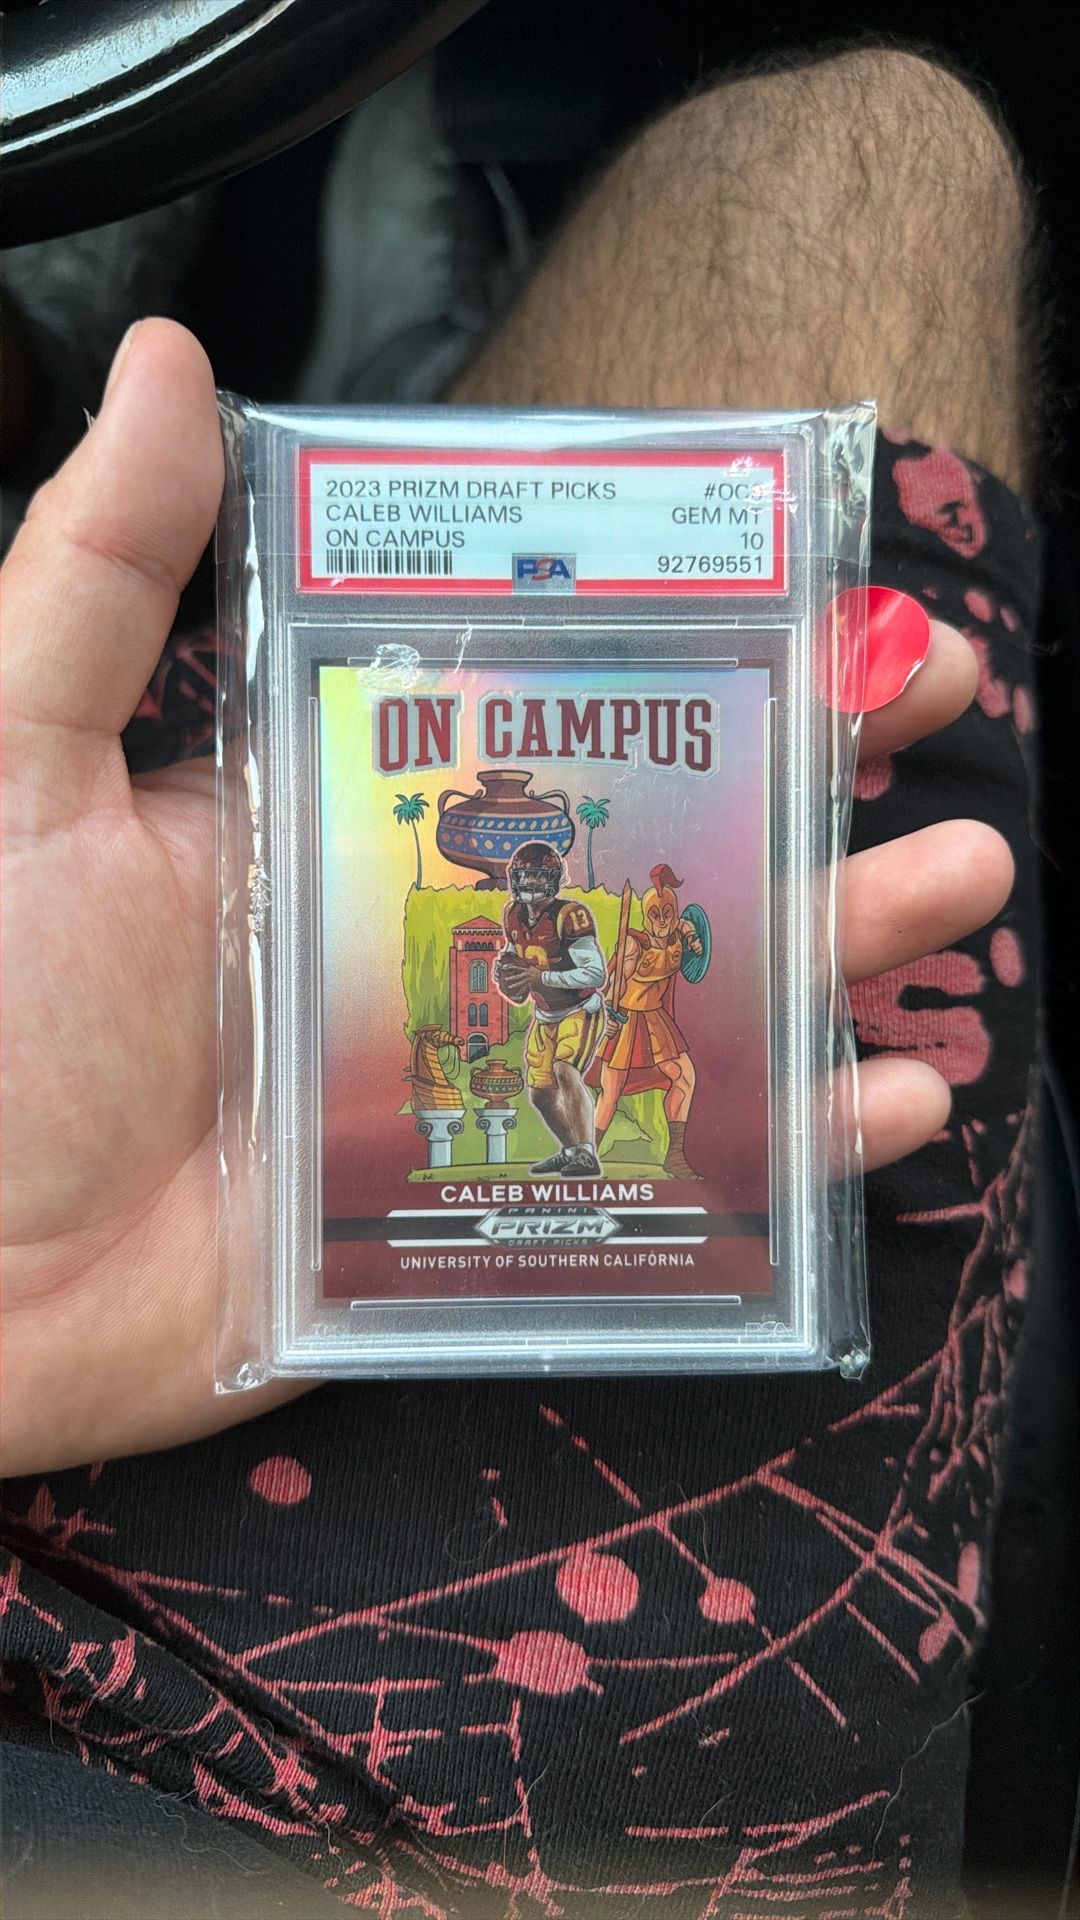 2023 PRIZM DRAFT PICKS
CALEB WILLIAMS GEM MT
ON CAMPUS 10
PSA 92769551
ON CAMPUS
13
CALEB WILLIAMS
PANINI
PRIZM
DRAFT PICKS
UNIVERSITY OF SOUTHERN CALIFORNIA
PSA